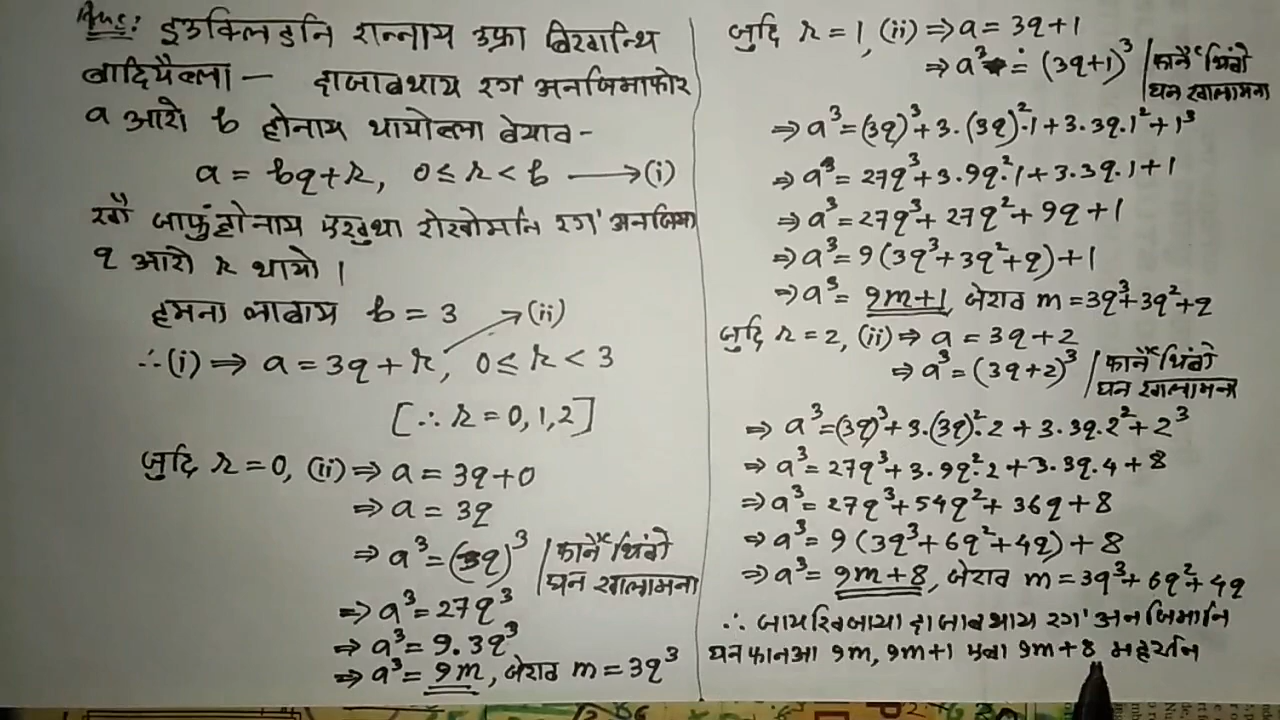 Ans: इउक्लिडनि रान्नाय उफ्रा बिरगन्थि
बादियैब्ला — दाजाबथाय रग' अनजिमाफोर
a आरो b होनाय थायोब्ला बेयाव -
a = bq + r, 0 ≤ r < b ⟶ (i)
खौ जाफुंहोनाय एरखुथा रोखोमनि रग' अनजिमा
q आरो r थायो।
हमना लाबाय b = 3
∴ (i) ⇒ a = 3q + r, 0 ≤ r < 3 → (ii)
[∴ r = 0, 1, 2]
जुदि r = 0, (ii) ⇒ a = 3q + 0
⇒ a = 3q
⇒ a³ = (3q)³ | फानै थिंबो घन खालामना
⇒ a³ = 27q³
⇒ a³ = 9.3q³
⇒ a³ = 9m, जेराव m = 3q³
जुदि r = 1, (ii) ⇒ a = 3q + 1
⇒ a³ = (3q+1)³ | फानै थिंबो घन खालामना
⇒ a³ = (3q)³ + 3.(3q)².1 + 3.3q.1² + 1³
⇒ a³ = 27q³ + 3.9q².1 + 3.3q.1 + 1
⇒ a³ = 27q³ + 27q² + 9q + 1
⇒ a³ = 9(3q³ + 3q² + q) + 1
⇒ a³ = 9m + 1, जेराव m = 3q³ + 3q² + q
जुदि r = 2, (ii) ⇒ a = 3q + 2
⇒ a³ = (3q+2)³ | फानै थिंबो घन खालामना
⇒ a³ = (3q)³ + 3.(3q)².2 + 3.3q.2² + 2³
⇒ a³ = 27q³ + 3.9q².2 + 3.3q.4 + 8
⇒ a³ = 27q³ + 54q² + 36q + 8
⇒ a³ = 9(3q³ + 6q² + 4q) + 8
⇒ a³ = 9m + 8, जेराव m = 3q³ + 6q² + 4q
∴ जायखिजाया दाजाबथाय रग' अनजिमानि
घन फानआ 9m, 9m+1 एबा 9m+8 महरनि